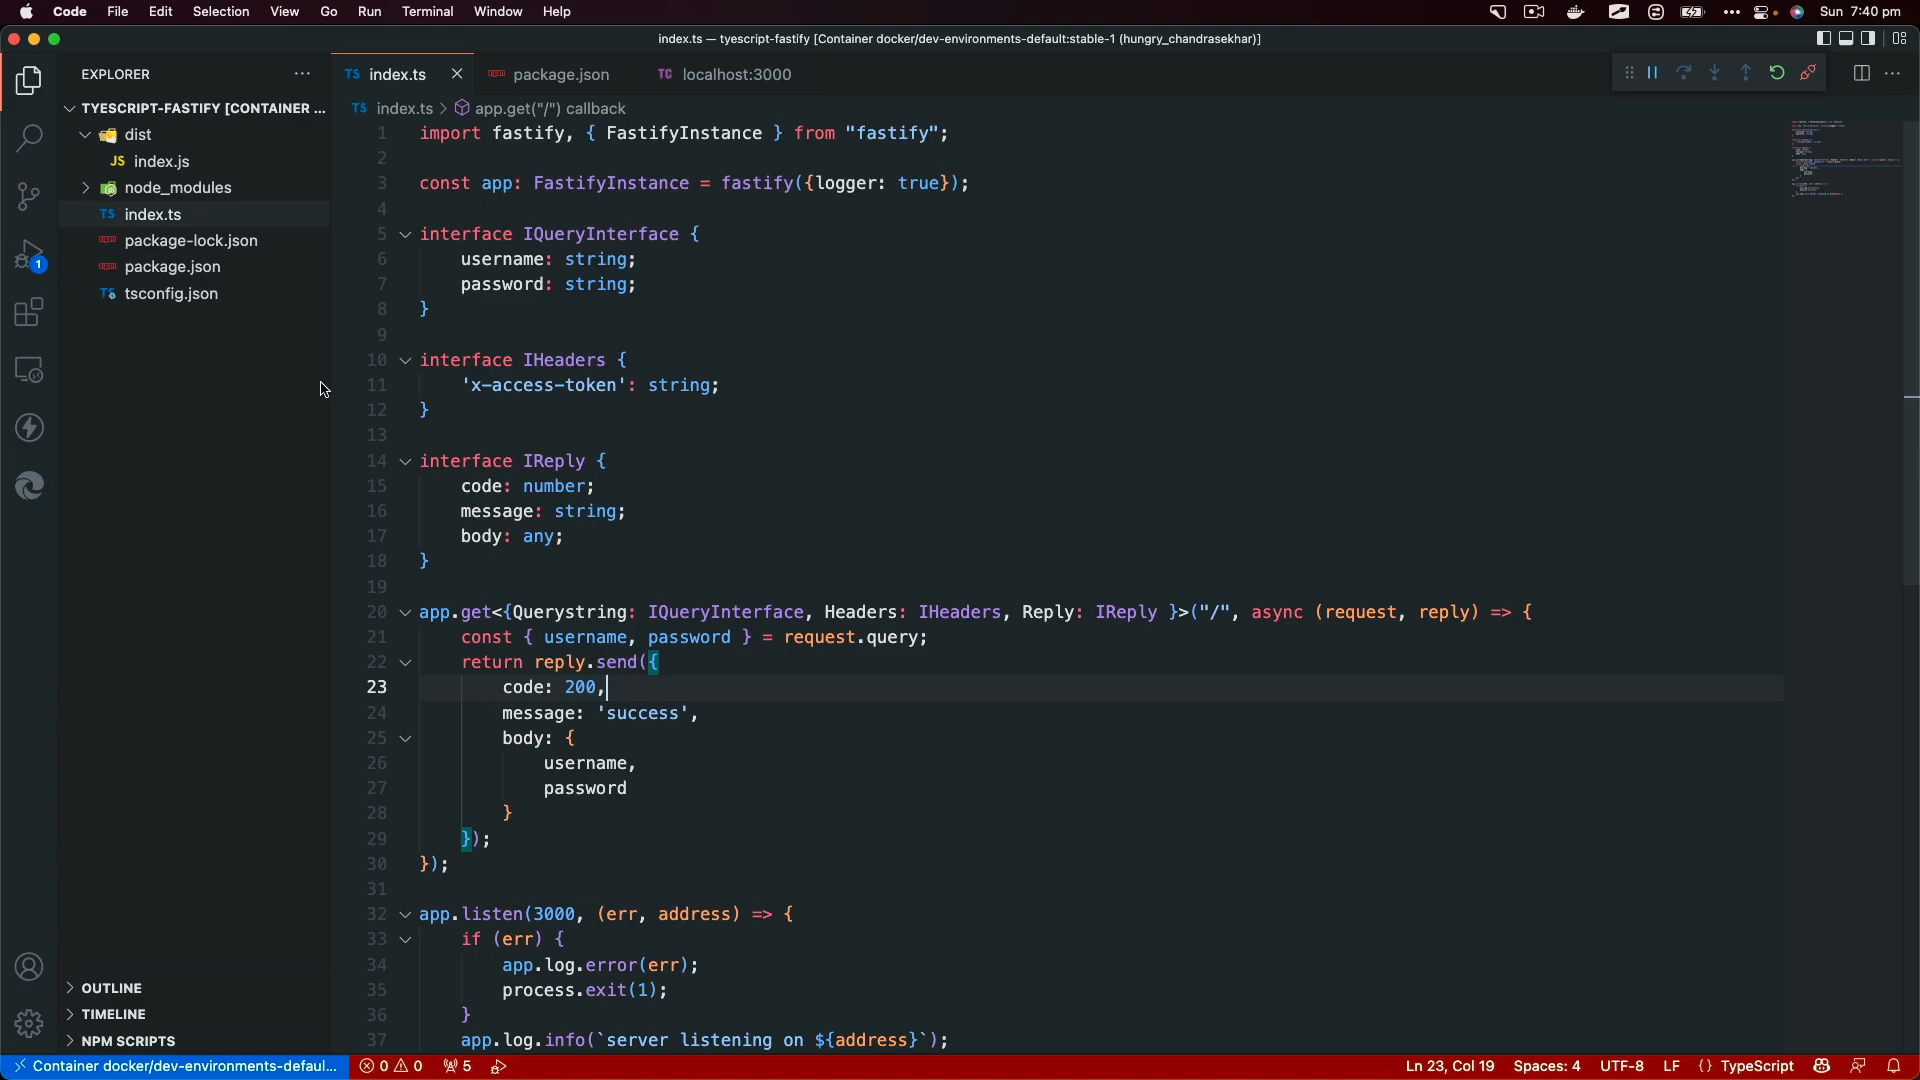 Code File Edit Selection View Go Run Terminal Window Help Sun 7:40 pm
index.ts — tyescript-fastify [Container docker/dev-environments-default:stable-1 (hungry_chandrasekhar)]
EXPLORER
TYESCRIPT-FASTIFY [CONTAINER ...
dist
JS index.js
node_modules
TS index.ts
package-lock.json
package.json
tsconfig.json
1
OUTLINE
TIMELINE
NPM SCRIPTS
TS index.ts package.json TC localhost:3000
TS index.ts > app.get("/") callback
1 import fastify, { FastifyInstance } from "fastify";
2
3 const app: FastifyInstance = fastify({logger: true});
4
5 interface IQueryInterface {
6 username: string;
7 password: string;
8 }
9
10 interface IHeaders {
11 'x-access-token': string;
12 }
13
14 interface IReply {
15 code: number;
16 message: string;
17 body: any;
18 }
19
20 app.get<{Querystring: IQueryInterface, Headers: IHeaders, Reply: IReply }>("/", async (request, reply) => {
21 const { username, password } = request.query;
22 return reply.send({
23 code: 200,
24 message: 'success',
25 body: {
26 username,
27 password
28 }
29 });
30 });
31
32 app.listen(3000, (err, address) => {
33 if (err) {
34 app.log.error(err);
35 process.exit(1);
36 }
37 app.log.info(`server listening on ${address}`);
Container docker/dev-environments-defaul... 0 0 5 Ln 23, Col 19 Spaces: 4 UTF-8 LF {} TypeScript